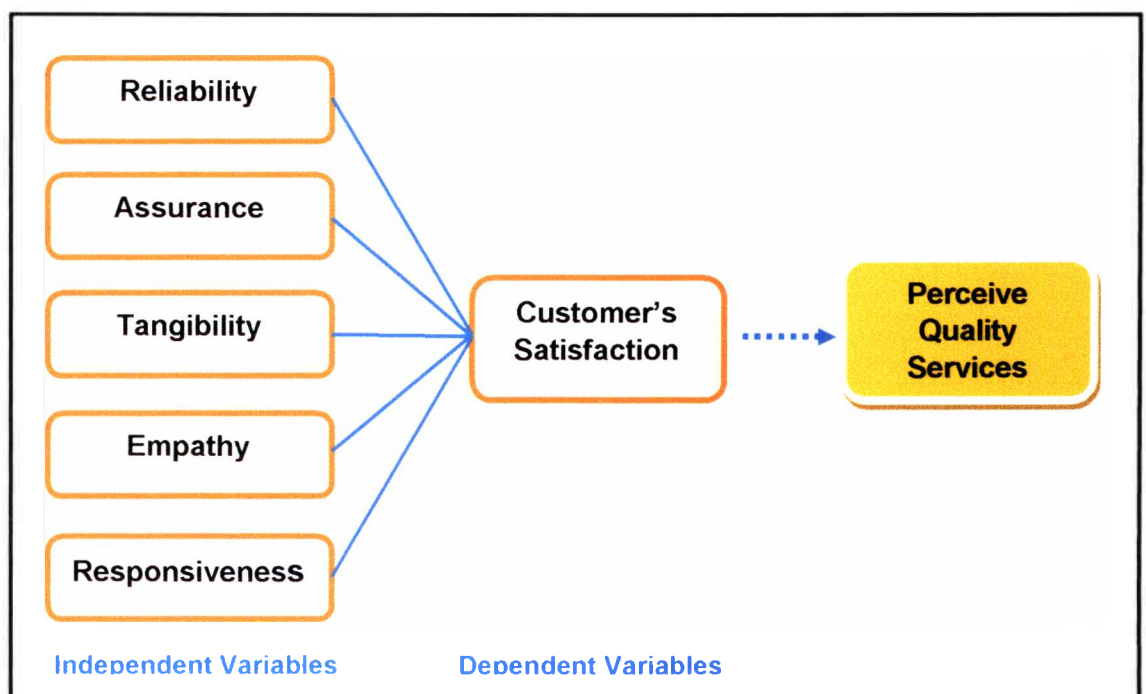 Reliability
Assurance
Tangibility
Empathy
Responsiveness
Customer's
Satisfaction
Perceive
Quality
Services
Independent Variables
Dependent Variables